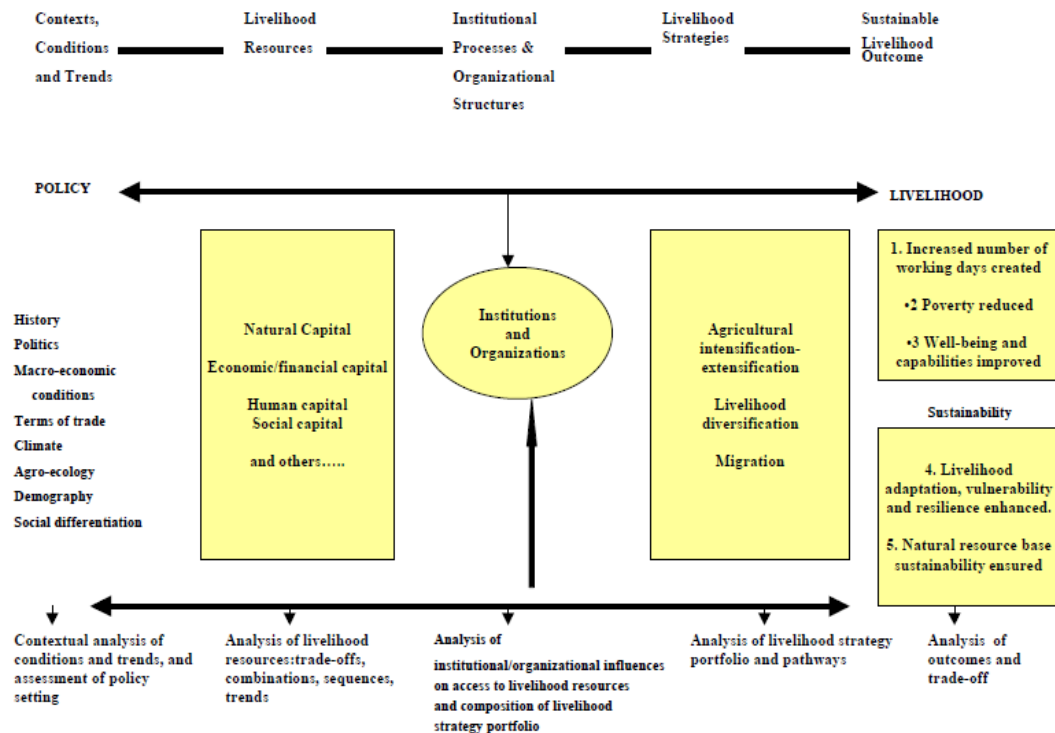 Contexts,
Conditions
and Trends
Livelihood
Resources
Institutional
Processes &
Organizational
Structures
Livelihood
Strategies
Sustainable
Livelihood
Outcome
POLICY
LIVELIHOOD
History
Politics
Macro-economic
conditions
Terms of trade
Climate
Agro-ecology
Demography
Social differentiation
Natural Capital
Economic/financial capital
Human capital
Social capital
and others…..
Institutions
and
Organizations
Agricultural
intensification-
extensification
Livelihood
diversification
Migration
1. Increased number of
working days created
•2 Poverty reduced
•3 Well-being and
capabilities improved
Sustainability
4. Livelihood
adaptation, vulnerability
and resilience enhanced.
5. Natural resource base
sustainability ensured
Contextual analysis of
conditions and trends, and
assessment of policy
setting
Analysis of livelihood
resources:trade-offs,
combinations, sequences,
trends
Analysis of
institutional/organizational influences
on access to livelihood resources
and composition of livelihood
strategy portfolio
Analysis of livelihood strategy
portfolio and pathways
Analysis of
outcomes and
trade-off